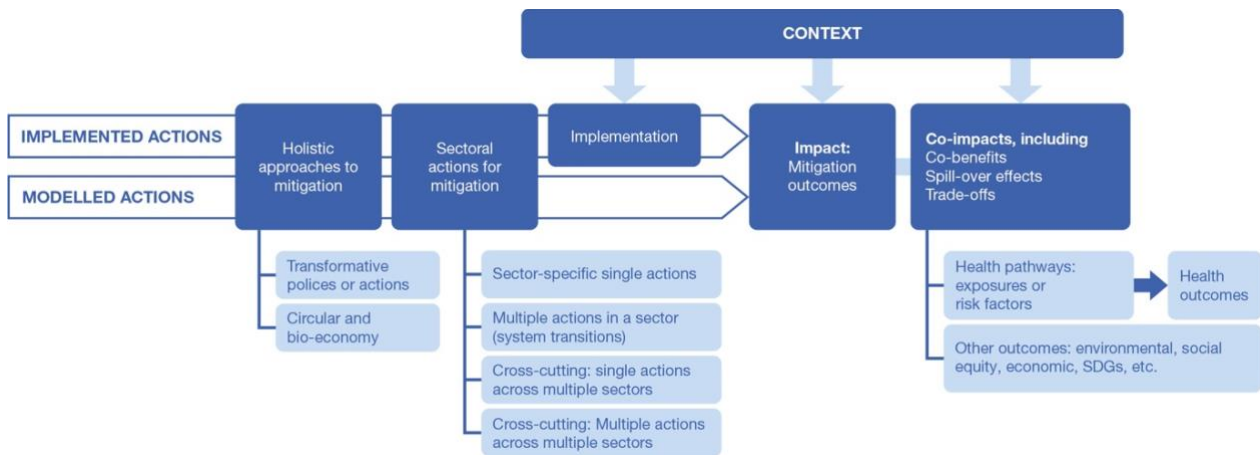 CONTEXT
IMPLEMENTED ACTIONS
MODELLED ACTIONS
Holistic
approaches to
mitigation
Sectoral
actions for
mitigation
Implementation
Impact:
Mitigation
outcomes
Co-impacts, including
Co-benefits
Spill-over effects
Trade-offs
Transformative
polices or actions
Circular and
bio-economy
Sector-specific single actions
Multiple actions in a sector
(system transitions)
Cross-cutting: single actions
across multiple sectors
Cross-cutting: Multiple actions
across multiple sectors
Health pathways:
exposures or
risk factors
Health
outcomes
Other outcomes: environmental, social
equity, economic, SDGs, etc.